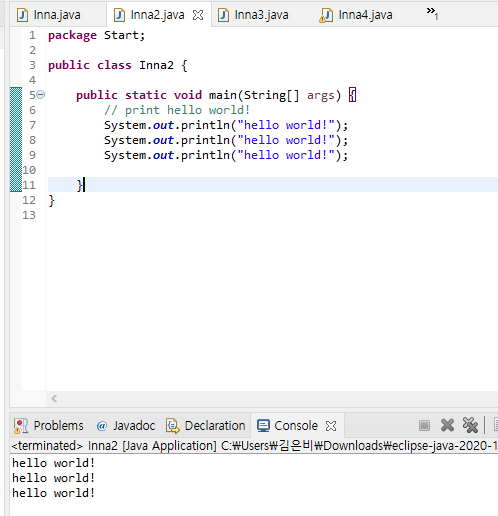 Inna.java Inna2.java Inna3.java Inna4.java »1
1 package Start;
2
3 public class Inna2 {
4
5 public static void main(String[] args) {
6 // print hello world!
7 System.out.println("hello world!");
8 System.out.println("hello world!");
9 System.out.println("hello world!");
10
11 }
12 }
13
Problems @ Javadoc Declaration Console
<terminated> Inna2 [Java Application] C:₩Users₩김은비₩Downloads₩eclipse-java-2020-1
hello world!
hello world!
hello world!